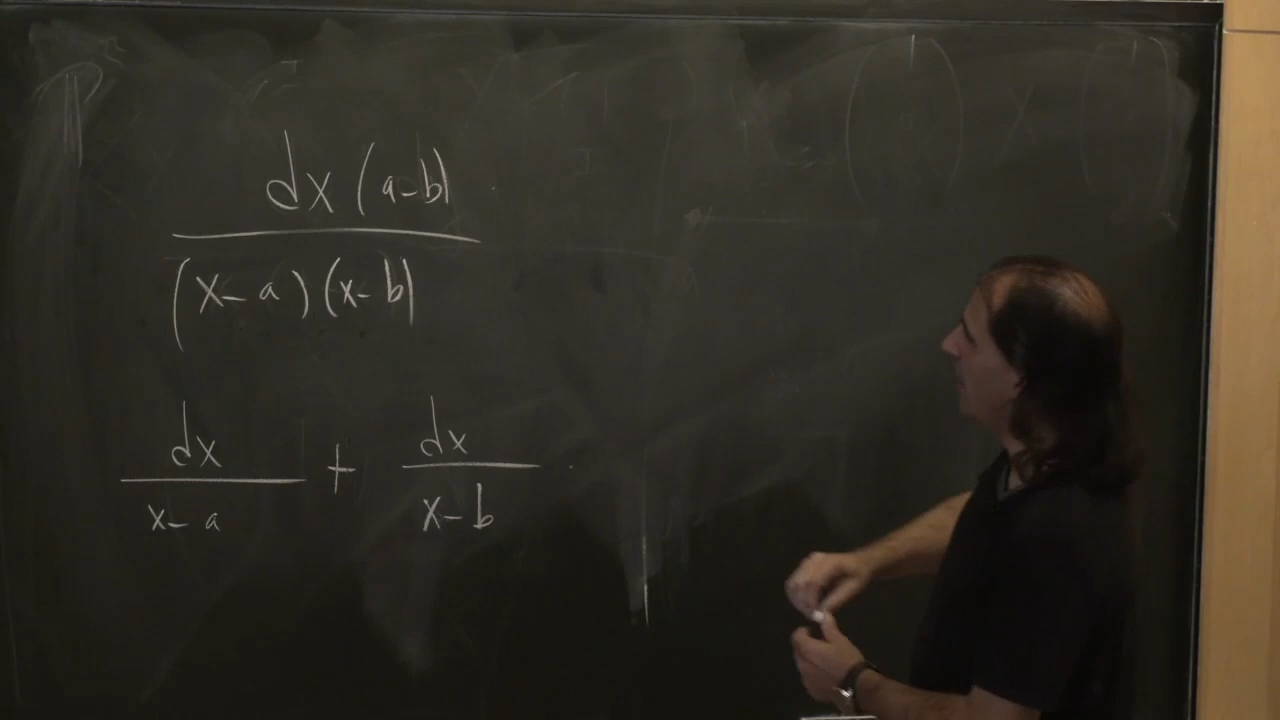 dx (a-b)
(x-a)(x-b)
dx + dx
x-a x-b